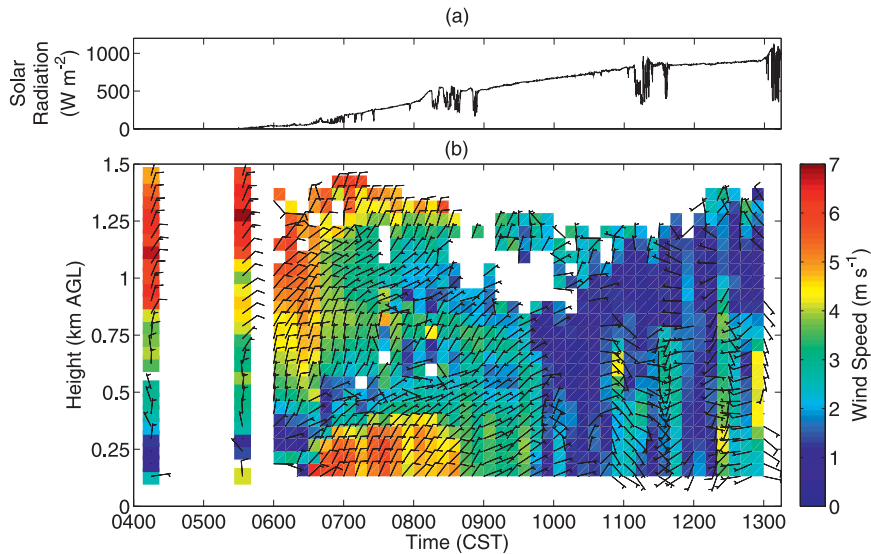 (a)
Solar
Radiation
(W m⁻²)
1000
500
0
(b)
Height (km AGL)
1.5
1.25
1
0.75
0.5
0.25
0
0400 0500 0600 0700 0800 0900 1000 1100 1200 1300
Time (CST)
7
6
5
4
3
2
1
0
Wind Speed (m s⁻¹)